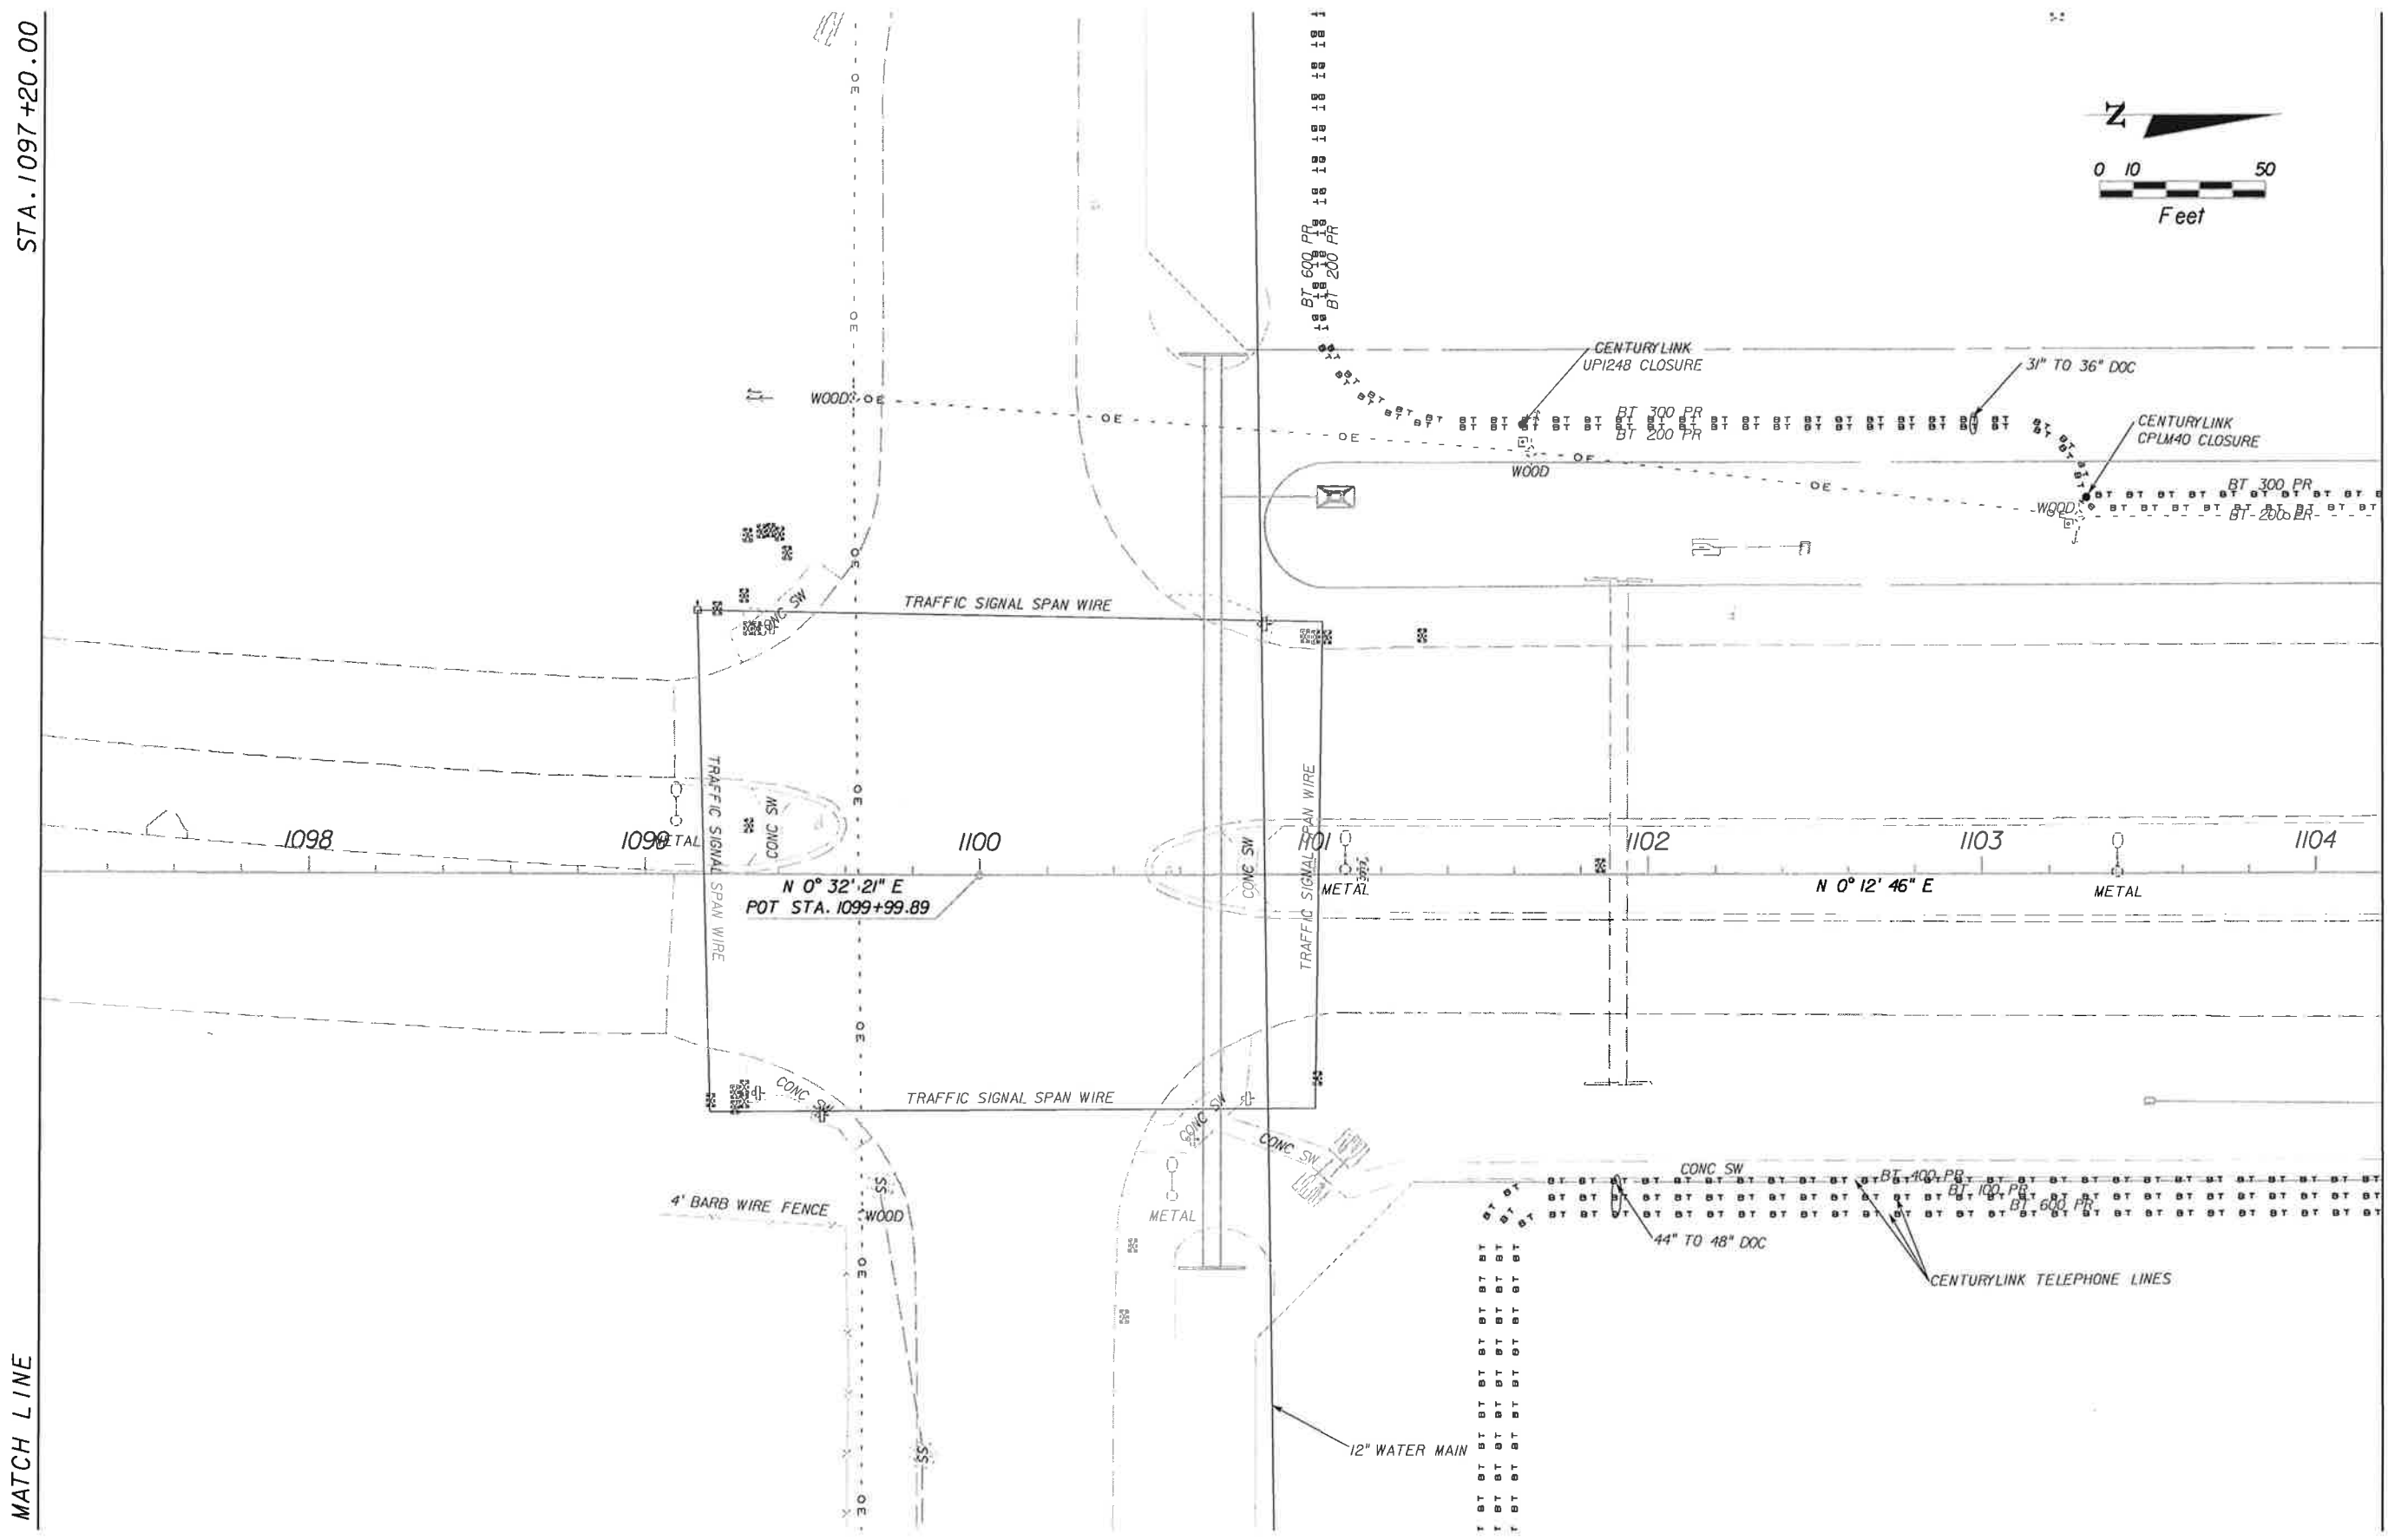 STA. 1097+20.00
MATCH LINE
N
0 10 50
Feet
BT 600 PR
BT 200 PR
CENTURYLINK
UP1248 CLOSURE
31" TO 36" DOC
BT 300 PR
BT 200 PR
CENTURYLINK
CPLM40 CLOSURE
WOOD
OE
OE
OE
OE
OE
WOOD
WOOD
BT 300 PR
BT 200 PR
CONC SW
TRAFFIC SIGNAL SPAN WIRE
TRAFFIC SIGNAL SPAN WIRE
CONC SW
TRAFFIC SIGNAL SPAN WIRE
CONC SW
1098
1099
METAL
1100
1101
1102
1103
1104
N 0° 32' 21" E
POT STA. 1099+99.89
METAL
N 0° 12' 46" E
METAL
CONC SW
TRAFFIC SIGNAL SPAN WIRE
CONC SW
CONC SW
CONC SW
BT 400 PR
BT 100 PR
BT 600 PR
4' BARB WIRE FENCE
SS
WOOD
METAL
44" TO 48" DOC
CENTURYLINK TELEPHONE LINES
12" WATER MAIN
SS